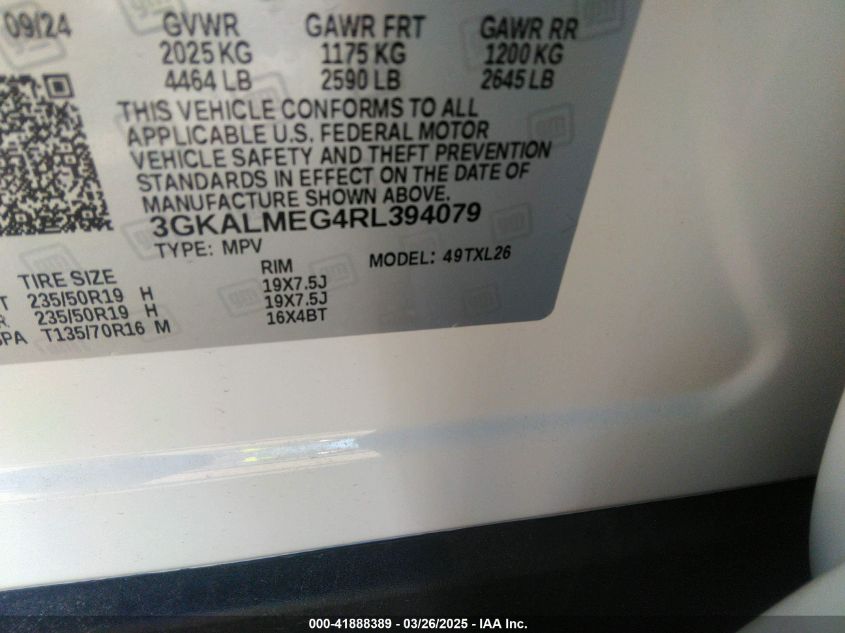 09/24 GVWR GAWR FRT GAWR RR
2025 KG 1175 KG 1200 KG
4464 LB 2590 LB 2645 LB
THIS VEHICLE CONFORMS TO ALL
APPLICABLE U.S. FEDERAL MOTOR
VEHICLE SAFETY AND THEFT PREVENTION
STANDARDS IN EFFECT ON THE DATE OF
MANUFACTURE SHOWN ABOVE.
3GKALMEG4RL394079
TYPE: MPV MODEL: 49TXL26
TIRE SIZE RIM
T 235/50R19 H 19X7.5J
R 235/50R19 H 19X7.5J
SPA T135/70R16 M 16X4BT
gm
000-41888389 | 03/26/2025 - IAA Inc.